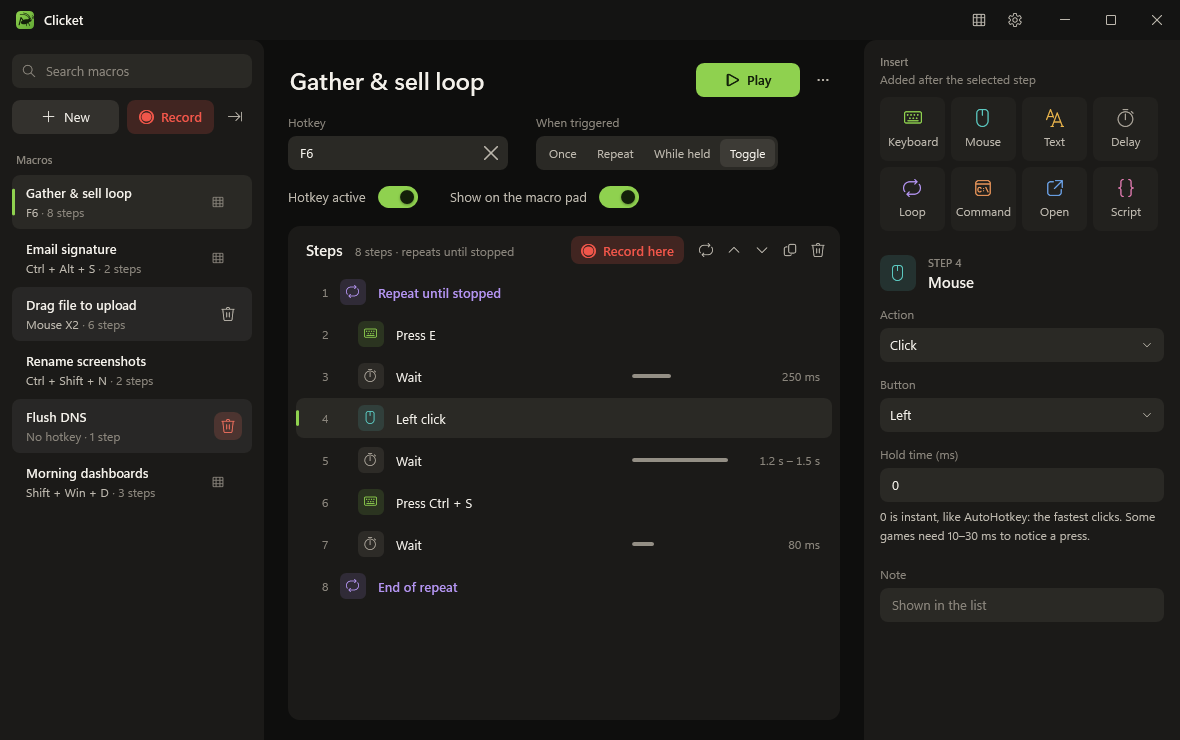 Clicket
Search macros
New
Record
Macros
Gather & sell loop
F6 · 8 steps
Email signature
Ctrl + Alt + S · 2 steps
Drag file to upload
Mouse X2 · 6 steps
Rename screenshots
Ctrl + Shift + N · 2 steps
Flush DNS
No hotkey · 1 step
Morning dashboards
Shift + Win + D · 3 steps
Gather & sell loop
Play
Hotkey
When triggered
F6
Once Repeat While held Toggle
Hotkey active
Show on the macro pad
Steps 8 steps · repeats until stopped
Record here
1 Repeat until stopped
2 Press E
3 Wait 250 ms
4 Left click
5 Wait 1.2 s – 1.5 s
6 Press Ctrl + S
7 Wait 80 ms
8 End of repeat
Insert
Added after the selected step
Keyboard Mouse Text Delay
Loop Command Open Script
STEP 4
Mouse
Action
Click
Button
Left
Hold time (ms)
0
0 is instant, like AutoHotkey: the fastest clicks. Some
games need 10–30 ms to notice a press.
Note
Shown in the list